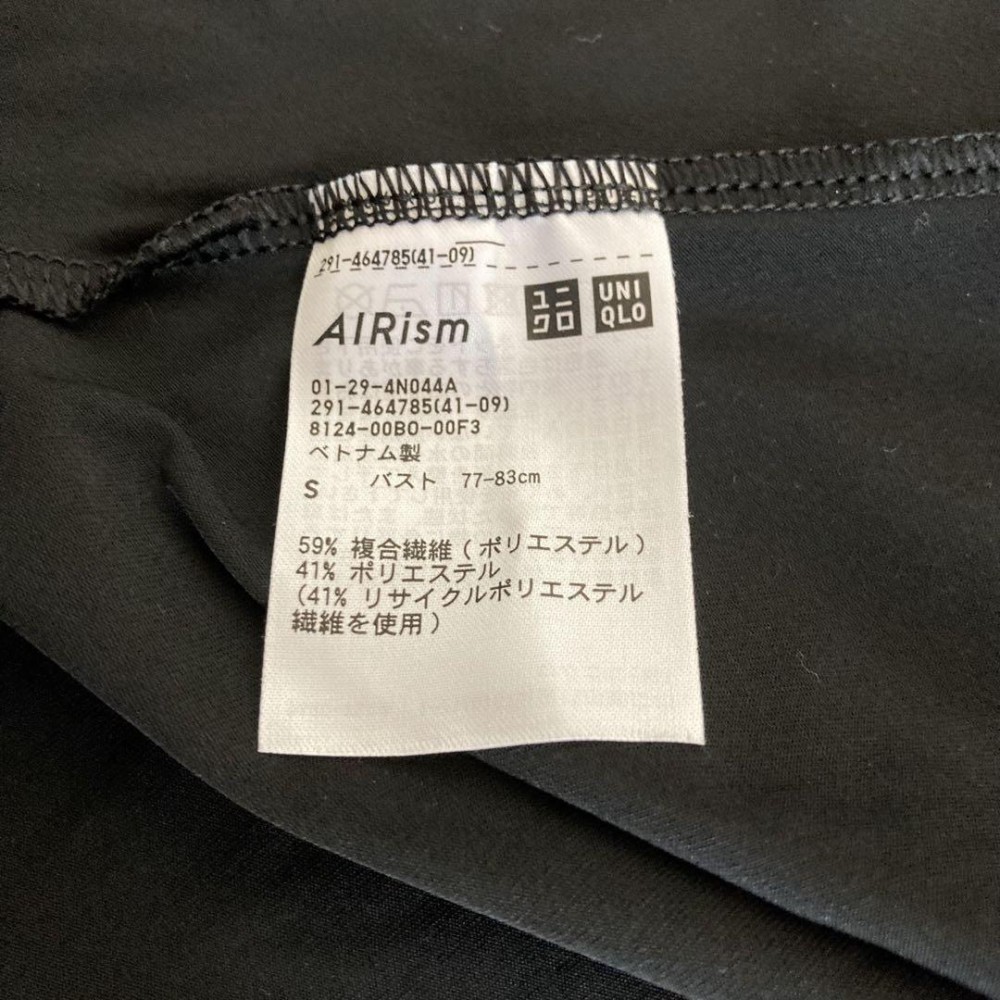 291-464785(41-09)
AIRism
ユニ
クロ
UNI
QLO
01-29-4N044A
291-464785(41-09)
8124-00B0-00F3
ベトナム製
S バスト 77-83cm
59% 複合繊維(ポリエステル)
41% ポリエステル
(41% リサイクルポリエステル
繊維を使用)